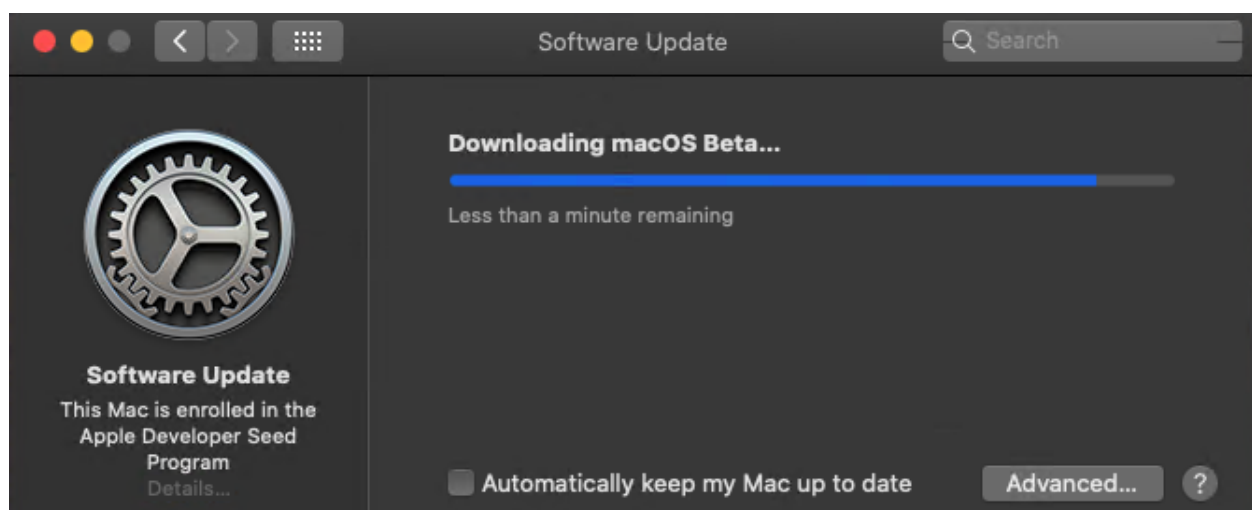 Software Update
Search
Downloading macOS Beta...
Less than a minute remaining
Software Update
This Mac is enrolled in the
Apple Developer Seed
Program
Details...
Automatically keep my Mac up to date
Advanced...
?